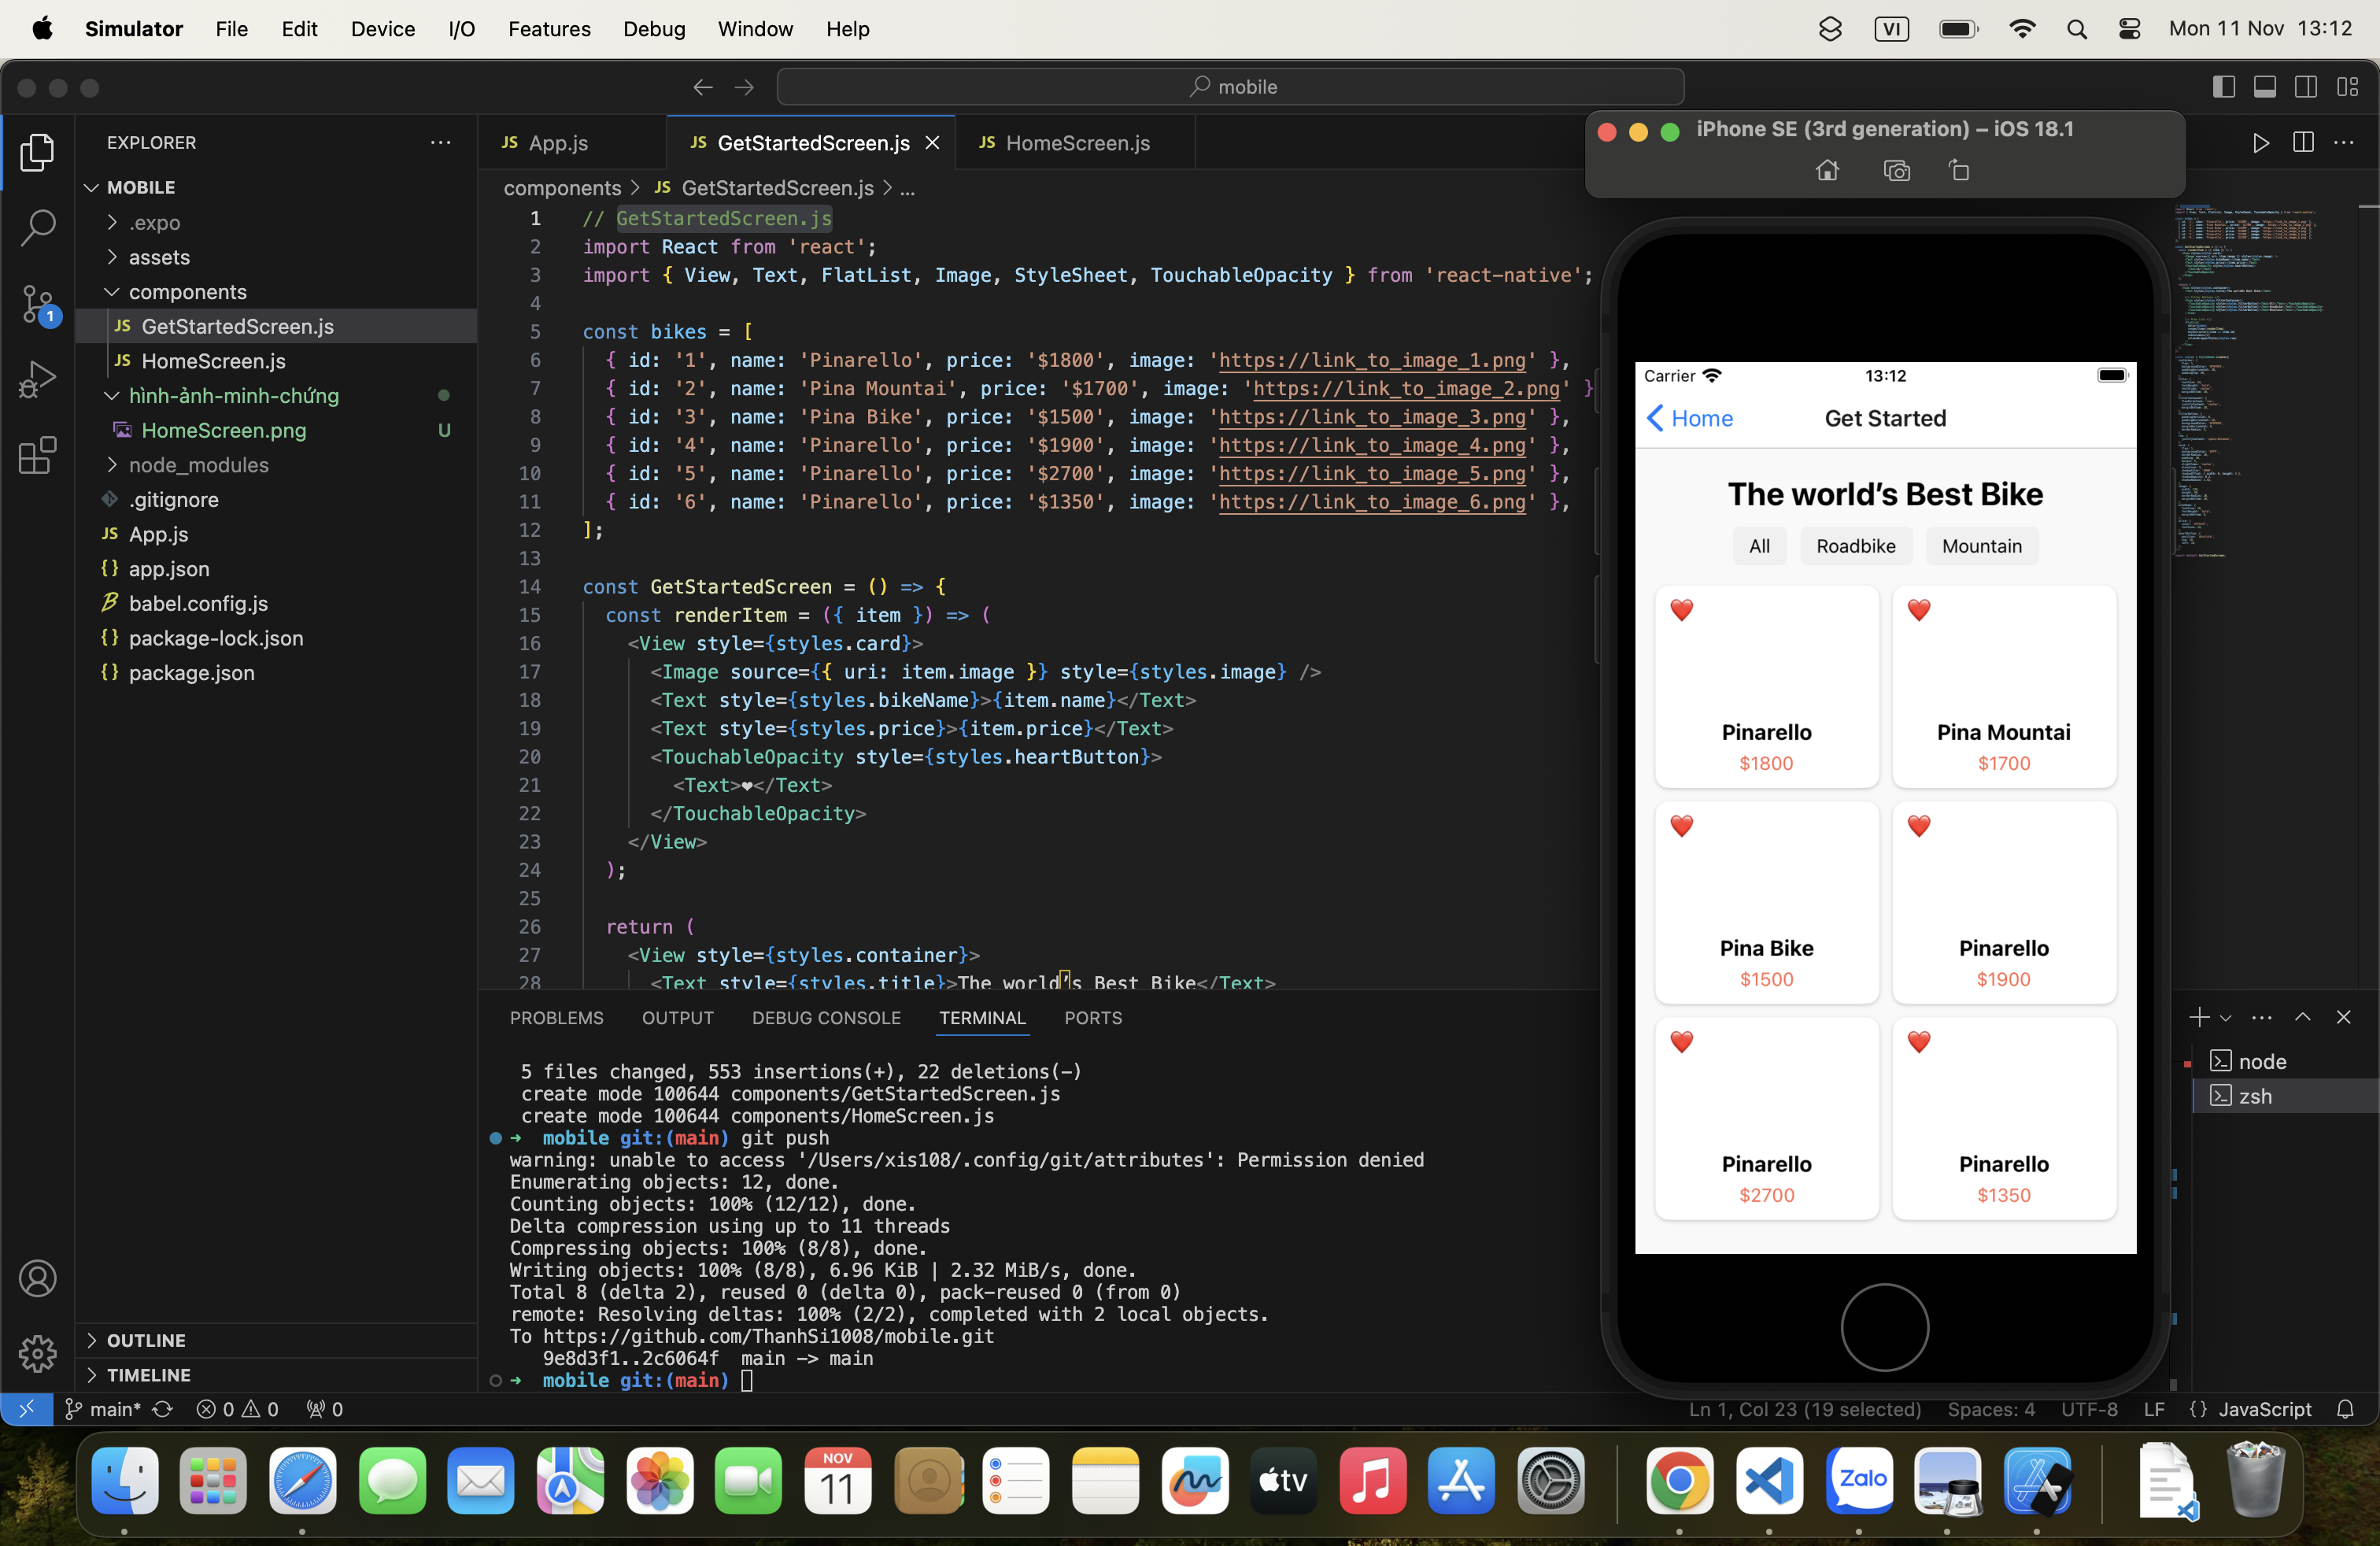 Simulator File Edit Device I/O Features Debug Window Help
VI Mon 11 Nov 13:12
mobile
EXPLORER
MOBILE
.expo
assets
components
JS GetStartedScreen.js
JS HomeScreen.js
hình-ảnh-minh-chứng
HomeScreen.png U
node_modules
.gitignore
JS App.js
{} app.json
babel.config.js
{} package-lock.json
{} package.json
OUTLINE
TIMELINE
1
JS App.js
JS GetStartedScreen.js
JS HomeScreen.js
components > JS GetStartedScreen.js > ...
1 // GetStartedScreen.js
2 import React from 'react';
3 import { View, Text, FlatList, Image, StyleSheet, TouchableOpacity } from 'react-native';
4
5 const bikes = [
6 { id: '1', name: 'Pinarello', price: '$1800', image: 'https://link_to_image_1.png' },
7 { id: '2', name: 'Pina Mountai', price: '$1700', image: 'https://link_to_image_2.png' }
8 { id: '3', name: 'Pina Bike', price: '$1500', image: 'https://link_to_image_3.png' },
9 { id: '4', name: 'Pinarello', price: '$1900', image: 'https://link_to_image_4.png' },
10 { id: '5', name: 'Pinarello', price: '$2700', image: 'https://link_to_image_5.png' },
11 { id: '6', name: 'Pinarello', price: '$1350', image: 'https://link_to_image_6.png' },
12 ];
13
14 const GetStartedScreen = () => {
15 const renderItem = ({ item }) => (
16 <View style={styles.card}>
17 <Image source={{ uri: item.image }} style={styles.image} />
18 <Text style={styles.bikeName}>{item.name}</Text>
19 <Text style={styles.price}>{item.price}</Text>
20 <TouchableOpacity style={styles.heartButton}>
21 <Text>❤</Text>
22 </TouchableOpacity>
23 </View>
24 );
25
26 return (
27 <View style={styles.container}>
28 <Text style={styles.title}>The world’s Best Bike</Text>
PROBLEMS OUTPUT DEBUG CONSOLE TERMINAL PORTS
5 files changed, 553 insertions(+), 22 deletions(-)
create mode 100644 components/GetStartedScreen.js
create mode 100644 components/HomeScreen.js
➜ mobile git:(main) git push
warning: unable to access '/Users/xis108/.config/git/attributes': Permission denied
Enumerating objects: 12, done.
Counting objects: 100% (12/12), done.
Delta compression using up to 11 threads
Compressing objects: 100% (8/8), done.
Writing objects: 100% (8/8), 6.96 KiB | 2.32 MiB/s, done.
Total 8 (delta 2), reused 0 (delta 0), pack-reused 0 (from 0)
remote: Resolving deltas: 100% (2/2), completed with 2 local objects.
To https://github.com/ThanhSi1008/mobile.git
9e8d3f1..2c6064f main -> main
➜ mobile git:(main)
node
zsh
iPhone SE (3rd generation) – iOS 18.1
Carrier 13:12
Home Get Started
The world’s Best Bike
All Roadbike Mountain
Pinarello
$1800
Pina Mountai
$1700
Pina Bike
$1500
Pinarello
$1900
Pinarello
$2700
Pinarello
$1350
main* 0 0 0
Ln 1, Col 23 (19 selected) Spaces: 4 UTF-8 LF {} JavaScript
NOV
11
tv
Zalo